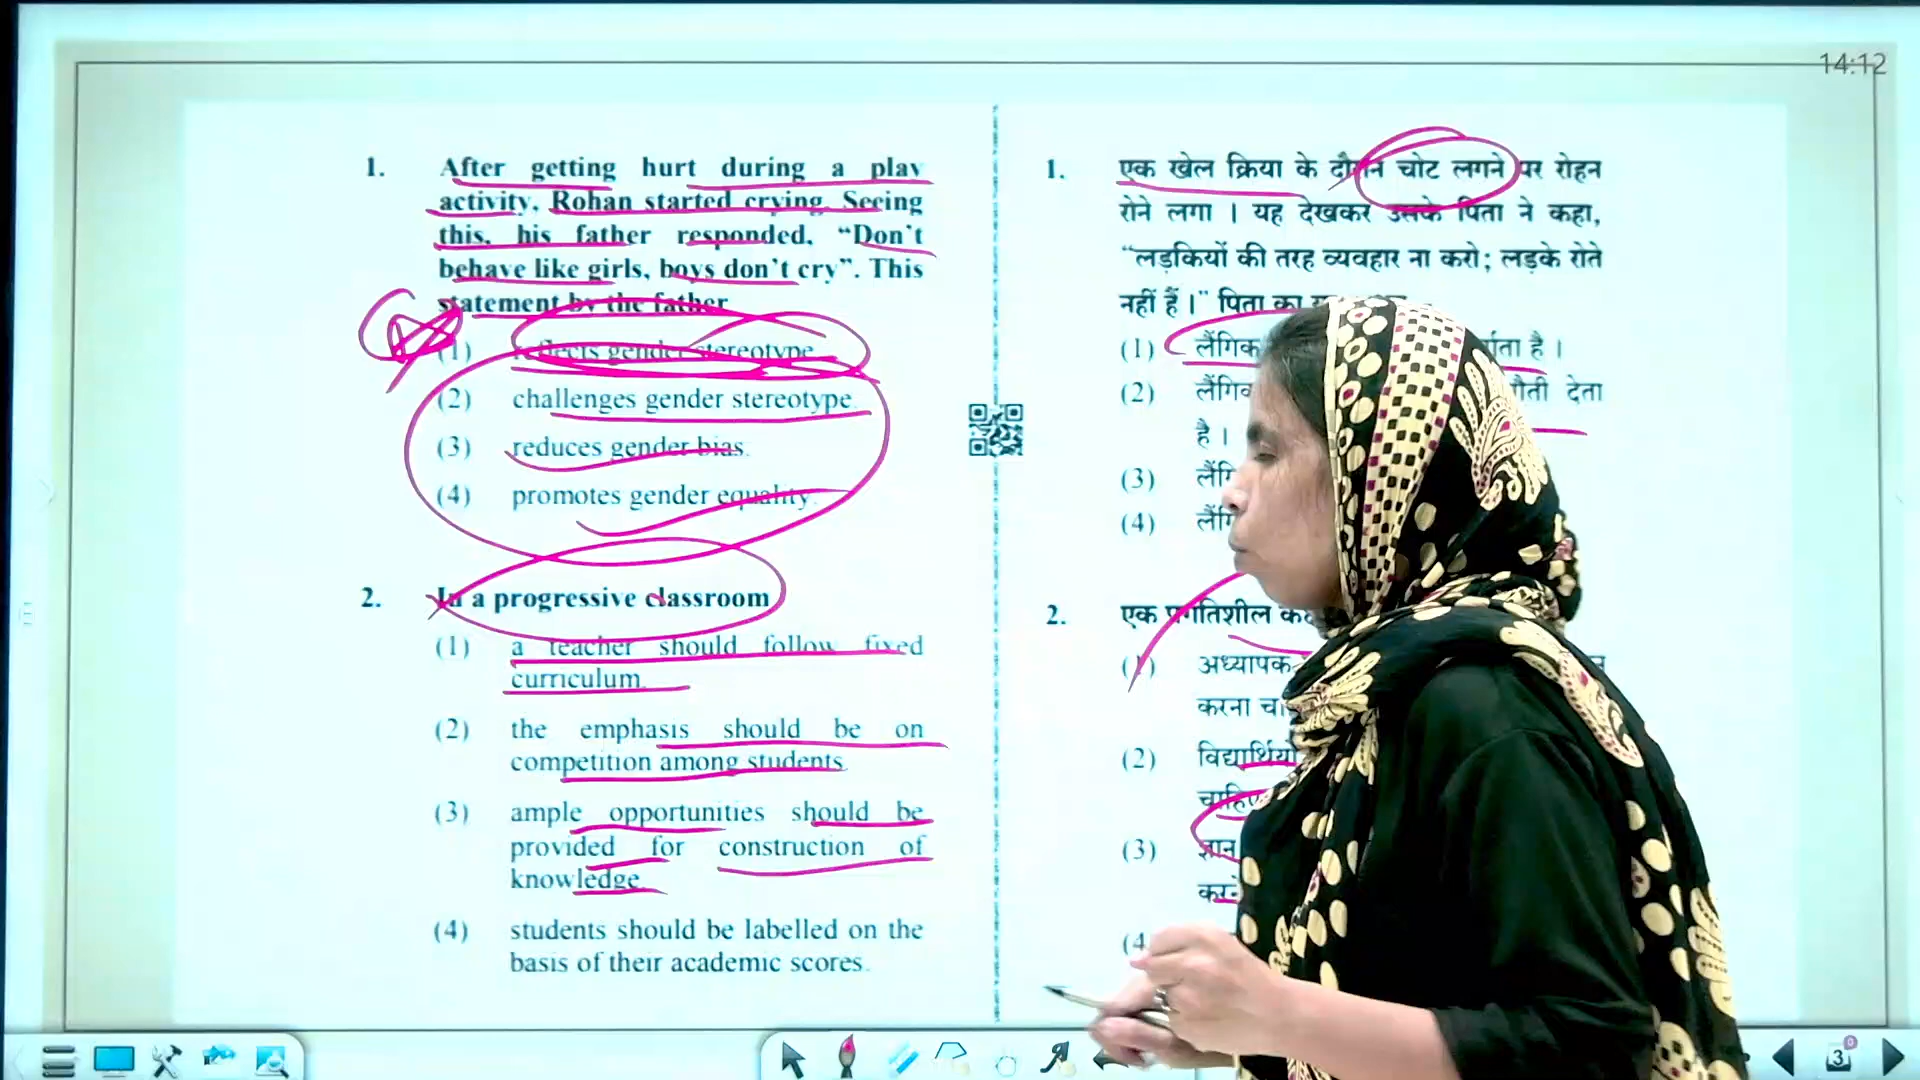 14:12
1. After getting hurt during a play
activity, Rohan started crying. Seeing
this, his father responded, “Don’t
behave like girls, boys don’t cry”. This
statement by the father
(1) reflects gender stereotype.
(2) challenges gender stereotype.
(3) reduces gender bias.
(4) promotes gender equality.
2. In a progressive classroom
(1) a teacher should follow fixed
curriculum.
(2) the emphasis should be on
competition among students.
(3) ample opportunities should be
provided for construction of
knowledge.
(4) students should be labelled on the
basis of their academic scores.
1. एक खेल क्रिया के दौरान चोट लगने पर रोहन
रोने लगा । यह देखकर उसके पिता ने कहा,
“लड़कियों की तरह व्यवहार ना करो; लड़के रोते
नहीं हैं ।” पिता का
(1) लैंगिक है ।
(2) देता
है ।
(3)
(4)
2. एक प्रगतिशील
(1) अध्यापक
करना
(2) विद्यार्थियों
चाहिए
(3) ज्ञान
(4
3